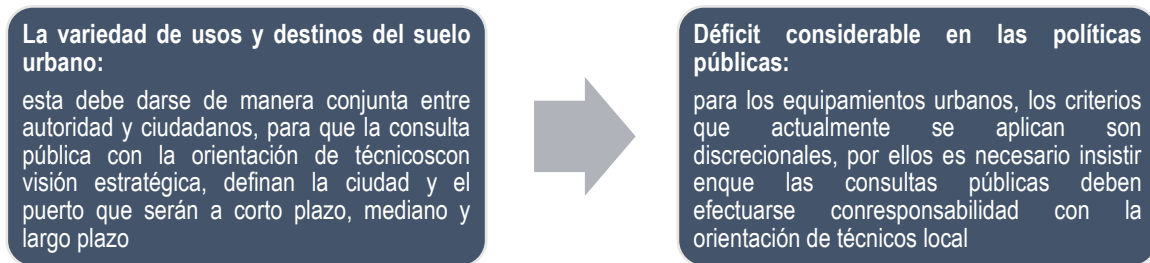 La variedad de usos y destinos del suelo
urbano:
esta debe darse de manera conjunta entre
autoridad y ciudadanos, para que la consulta
pública con la orientación de técnicoscon
visión estratégica, definan la ciudad y el
puerto que serán a corto plazo, mediano y
largo plazo
Déficit considerable en las políticas
públicas:
para los equipamientos urbanos, los criterios
que actualmente se aplican son
discrecionales, por ellos es necesario insistir
enque las consultas públicas deben
efectuarse conresponsabilidad con la
orientación de técnicos local